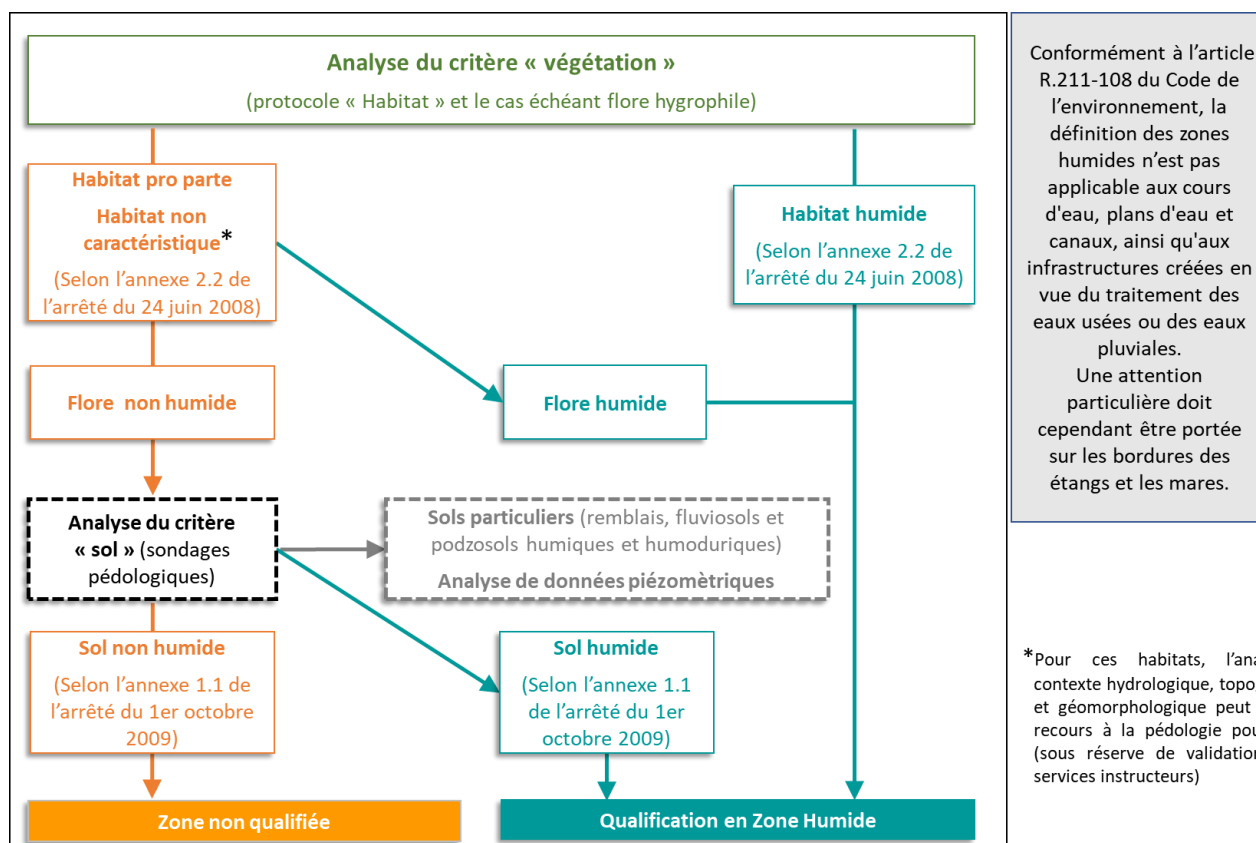 Analyse du critère « végétation »
(protocole « Habitat » et le cas échéant flore hygrophile)
Habitat pro parte
Habitat non
caractéristique*
(Selon l’annexe 2.2 de
l’arrêté du 24 juin 2008)
Habitat humide
(Selon l’annexe 2.2 de
l’arrêté du 24 juin 2008)
Flore non humide
Flore humide
Analyse du critère
« sol » (sondages
pédologiques)
Sols particuliers (remblais, fluviosols et
podzosols humiques et humoduriques)
Analyse de données piézomètriques
Sol non humide
(Selon l’annexe 1.1 de
l’arrêté du 1er octobre
2009)
Sol humide
(Selon l’annexe 1.1
de l’arrêté du 1er
octobre 2009)
Zone non qualifiée
Qualification en Zone Humide
Conformément à l’article
R.211-108 du Code de
l’environnement, la
définition des zones
humides n’est pas
applicable aux cours
d'eau, plans d'eau et
canaux, ainsi qu'aux
infrastructures créées en
vue du traitement des
eaux usées ou des eaux
pluviales.
Une attention
particulière doit
cependant être portée
sur les bordures des
étangs et les mares.
*Pour ces habitats,
contexte hydrologique,
et géomorphologique peut
recours à la pédologie
(sous réserve de
services instructeurs)